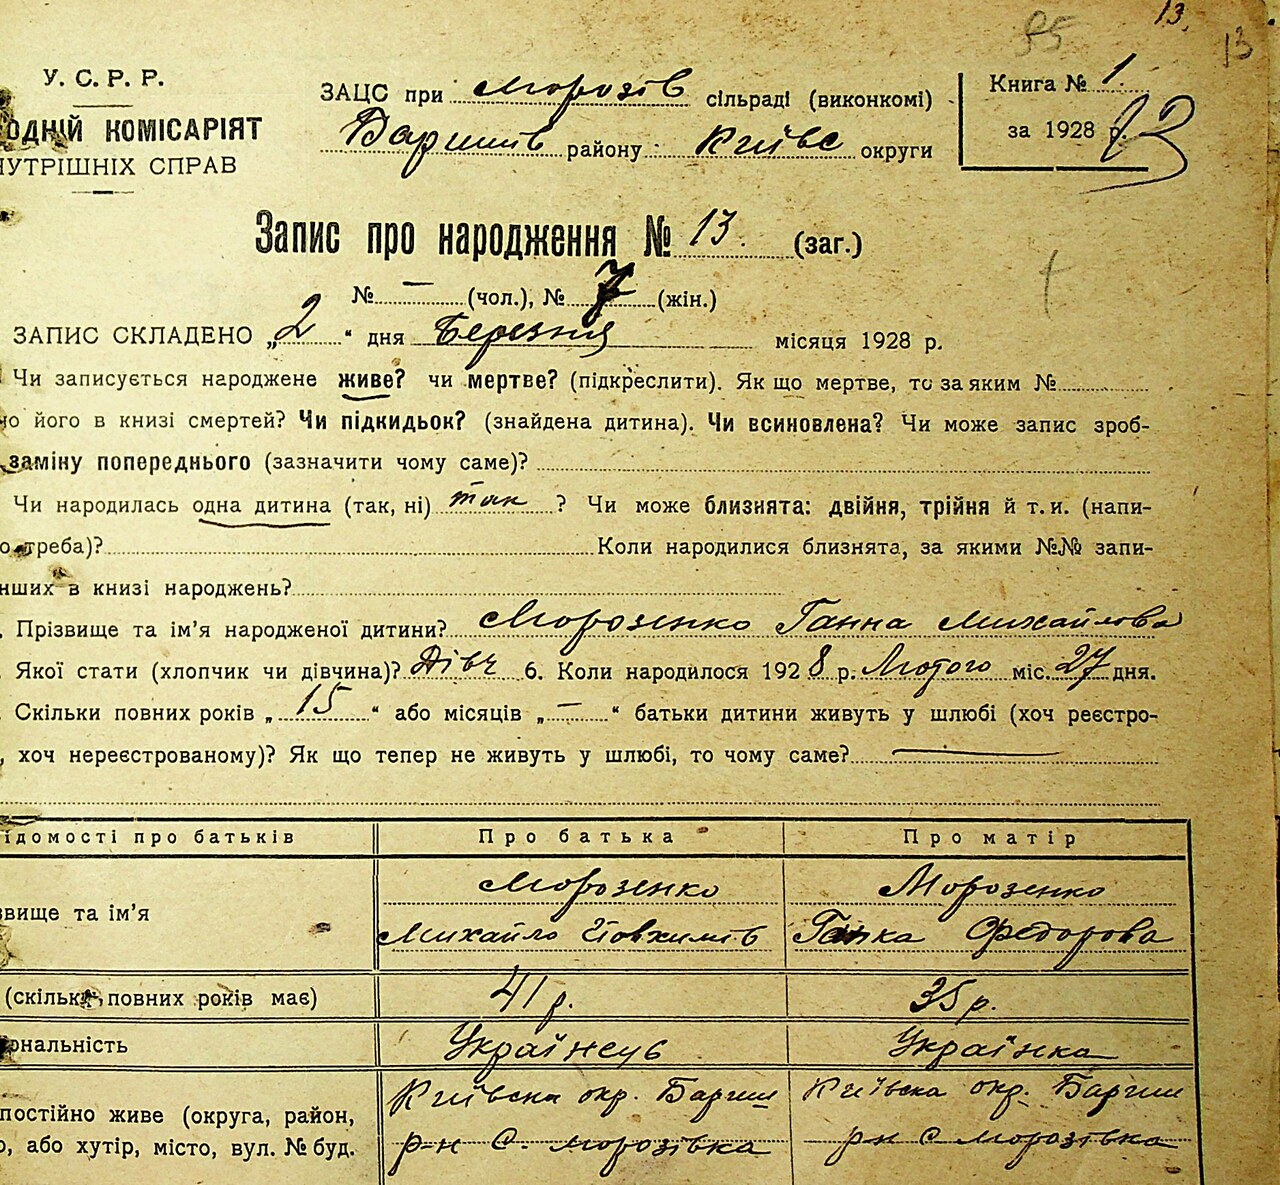 13.
95
13
У. С. Р. Р.
ОДНІЙ КОМІСАРІЯТ
НУТРІШНІХ СПРАВ
ЗАЦС при Морозів сільраді (виконкомі)
Баришів району Київс округи
Книга № 1
за 1928 р.
13
Запис про народження № 13. (заг.)
№ — (чол.), № 7 (жін.)
ЗАПИС СКЛАДЕНО „2“ дня Березня місяця 1928 р.
Чи записується народжене живе? чи мертве? (підкреслити). Як що мертве, то за яким №
но його в книзі смертей? Чи підкидьок? (знайдена дитина). Чи всиновлена? Чи може запис зроб-
заміну попереднього (зазначити чому саме)?
Чи народилась одна дитина (так, ні) так ? Чи може близнята: двійня, трійня й т. и. (напи-
о треба)? Коли народилися близнята, за якими №№ запи-
нших в книзі народжень?
. Прізвище та ім’я народженої дитини? Морозенко Ганна Михайлова
. Якої стати (хлопчик чи дівчина)? Дівч 6. Коли народилося 1928 р. Лютого міс. 27 дня.
. Скільки повних років „15“ або місяців „—“ батьки дитини живуть у шлюбі (хоч реєстро-
, хоч нереєстрованому)? Як що тепер не живуть у шлюбі, то чому саме? —
ідомості про батьків Про батька Про матір
звище та ім’я Морозенко Михайло Йовхимів Морозенко Ганка Федорова
(скільки повних років має) 41 р. 35 р.
ональність Українець Українка
постійно живе (округа, район, Київська окр. Бариш Київська окр. Бариш
о, або хутір, місто, вул. № буд. р-н С. Морозівка р-н С Морозівка